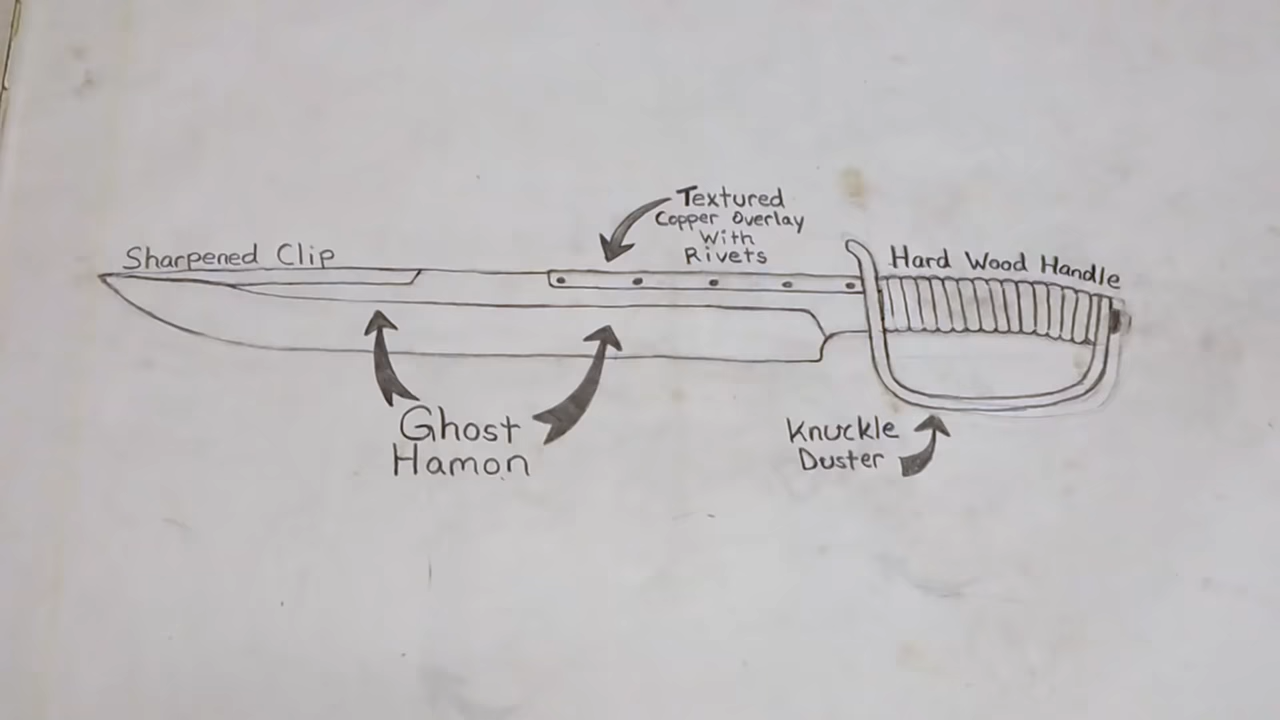 Textured
Copper Overlay
With
Rivets
Sharpened Clip
Hard Wood Handle
Ghost
Hamon
Knuckle
Duster